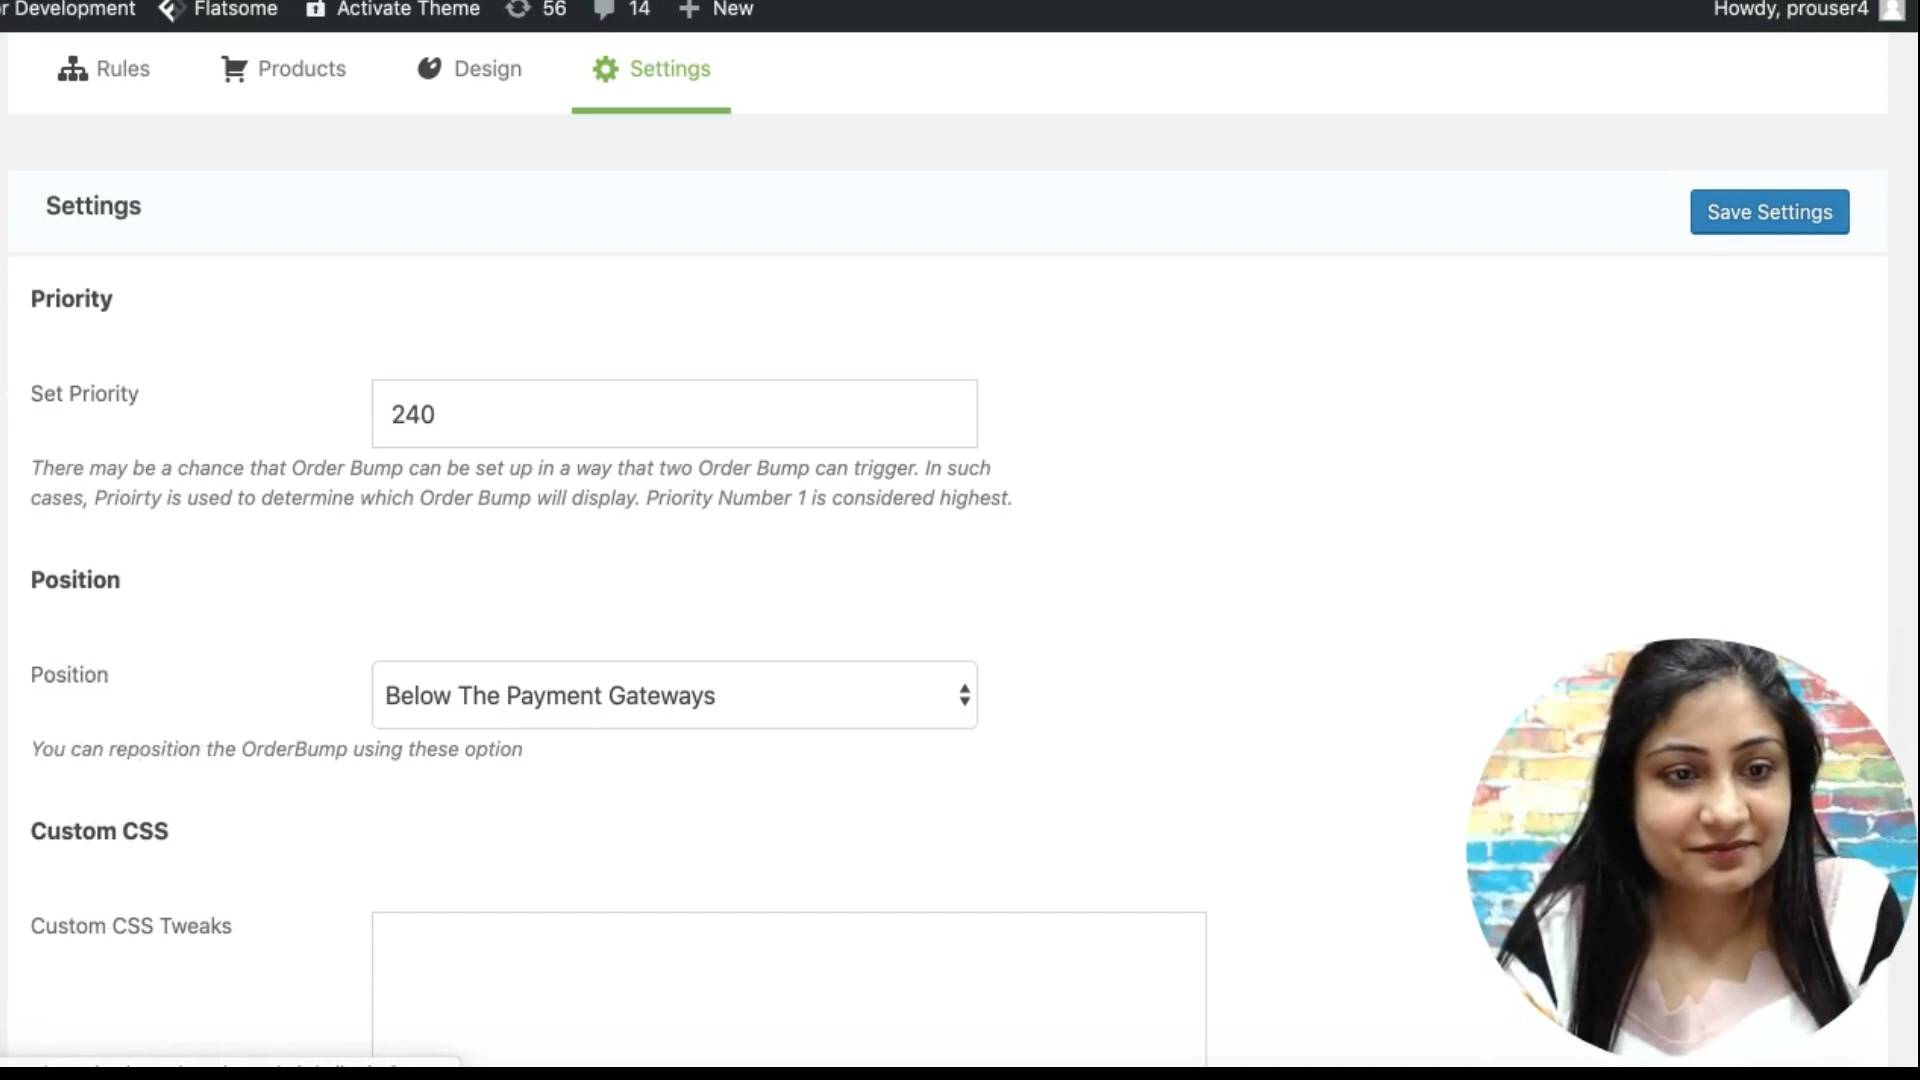 r Development Flatsome Activate Theme 56 14 New Howdy, prouser4
Rules Products Design Settings
Settings Save Settings
Priority
Set Priority 240
There may be a chance that Order Bump can be set up in a way that two Order Bump can trigger. In such
cases, Prioirty is used to determine which Order Bump will display. Priority Number 1 is considered highest.
Position
Position Below The Payment Gateways
You can reposition the OrderBump using these option
Custom CSS
Custom CSS Tweaks